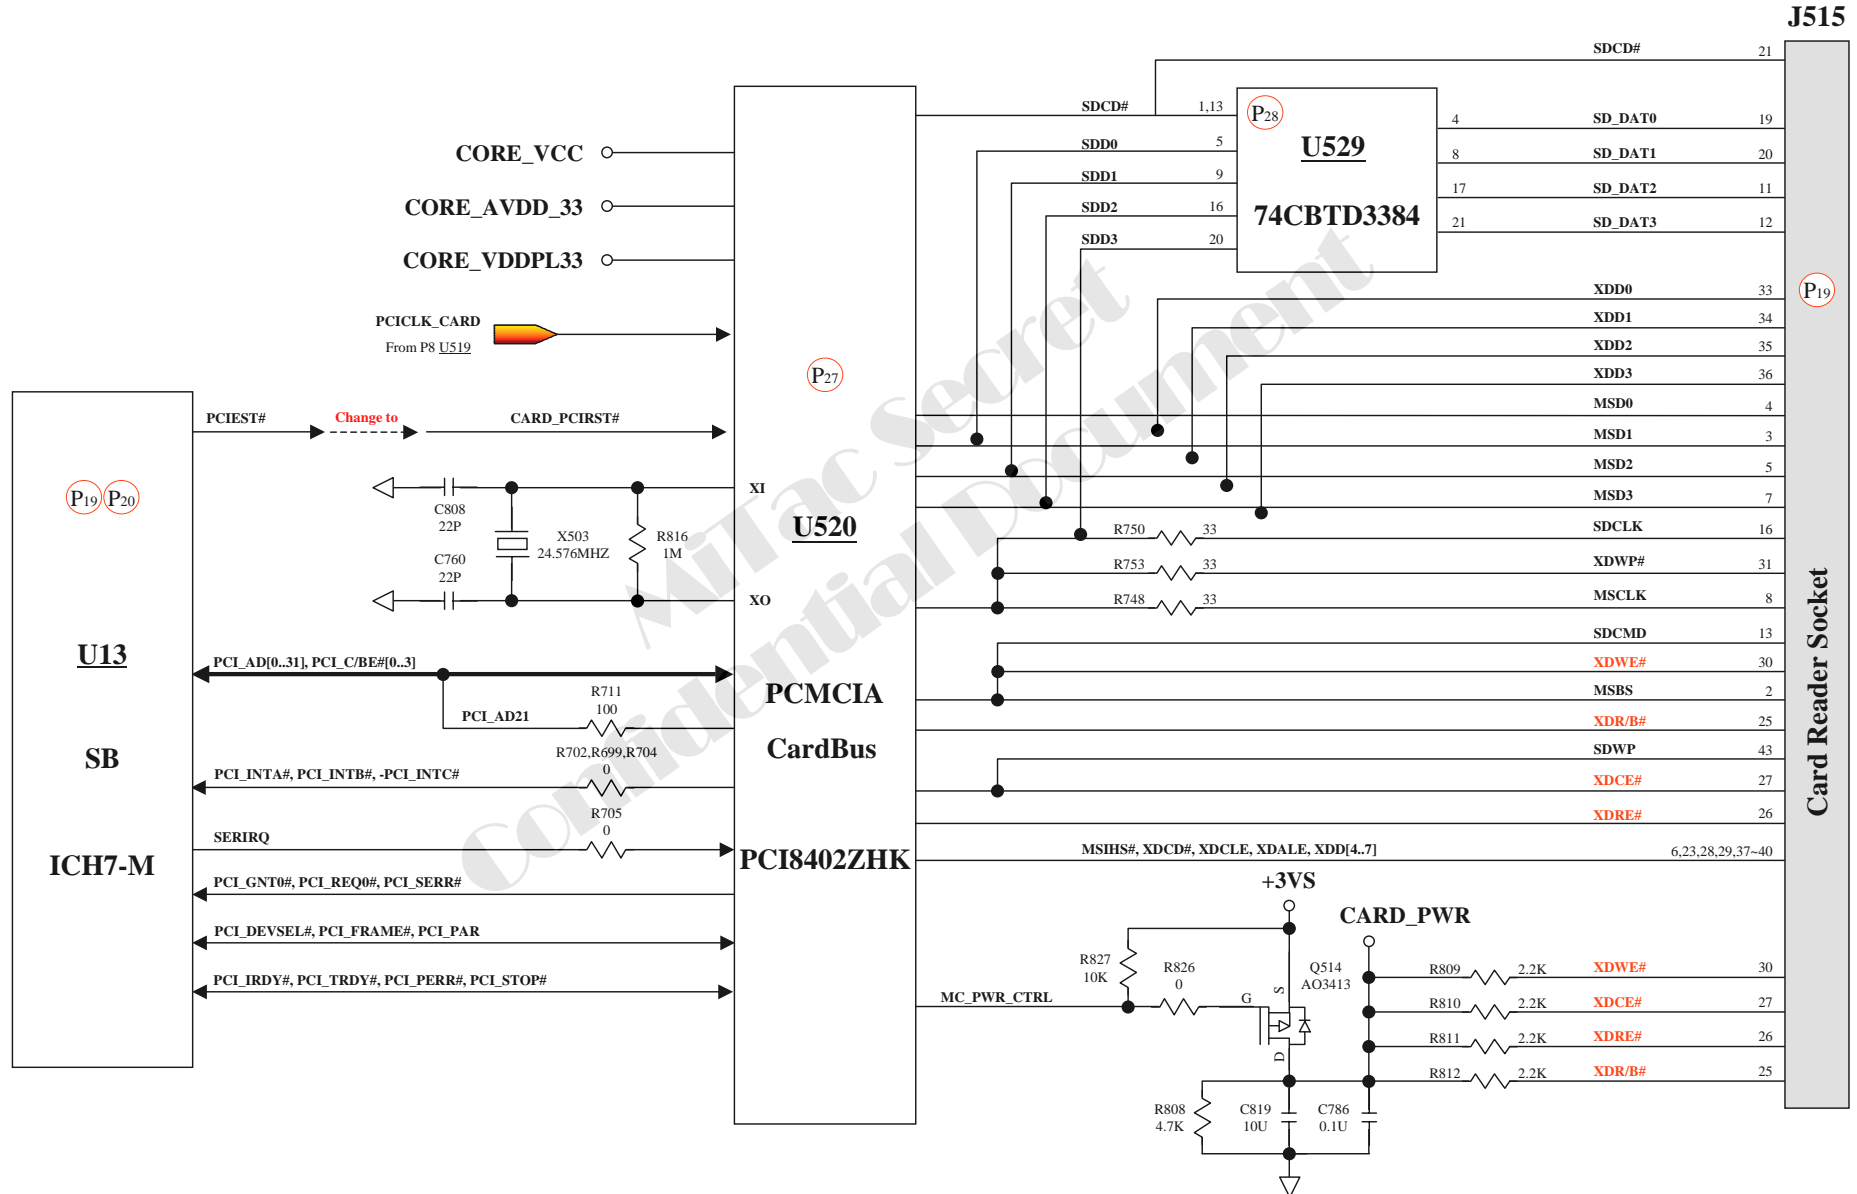 J515
SDCD# 21
SDCD# 1,13
P28
U529
74CBTD3384
SDD0 5
SDD1 9
SDD2 16
SDD3 20
4 SD_DAT0 19
8 SD_DAT1 20
17 SD_DAT2 11
21 SD_DAT3 12
CORE_VCC
CORE_AVDD_33
CORE_VDDPL33
PCICLK_CARD
From P8 U519
P27
P19
XDD0 33
XDD1 34
XDD2 35
XDD3 36
MSD0 4
MSD1 3
MSD2 5
MSD3 7
R750 33 SDCLK 16
R753 33 XDWP# 31
R748 33 MSCLK 8
SDCMD 13
XDWE# 30
MSBS 2
XDR/B# 25
SDWP 43
XDCE# 27
XDRE# 26
MSIHS#, XDCD#, XDCLE, XDALE, XDD[4..7] 6,23,28,29,37~40
Card Reader Socket
PCIEST# Change to CARD_PCIRST#
P19 P20
U13
SB
ICH7-M
C808
22P
C760
22P
X503
24.576MHZ
R816
1M
XI
XO
U520
PCMCIA
CardBus
PCI8402ZHK
PCI_AD[0..31], PCI_C/BE#[0..3]
R711
100
PCI_AD21
R702,R699,R704
0
PCI_INTA#, PCI_INTB#, -PCI_INTC#
R705
0
SERIRQ
PCI_GNT0#, PCI_REQ0#, PCI_SERR#
PCI_DEVSEL#, PCI_FRAME#, PCI_PAR
PCI_IRDY#, PCI_TRDY#, PCI_PERR#, PCI_STOP#
+3VS
CARD_PWR
R827
10K
R826
0
MC_PWR_CTRL
G
S
D
Q514
AO3413
R809 2.2K XDWE# 30
R810 2.2K XDCE# 27
R811 2.2K XDRE# 26
R812 2.2K XDR/B# 25
R808
4.7K
C819
10U
C786
0.1U
MiTac Secret
Confidential Document